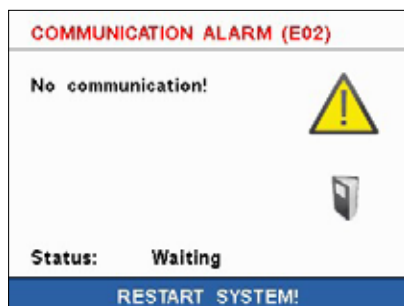 COMMUNICATION ALARM (E02)
No communication!
Status: Waiting
RESTART SYSTEM!